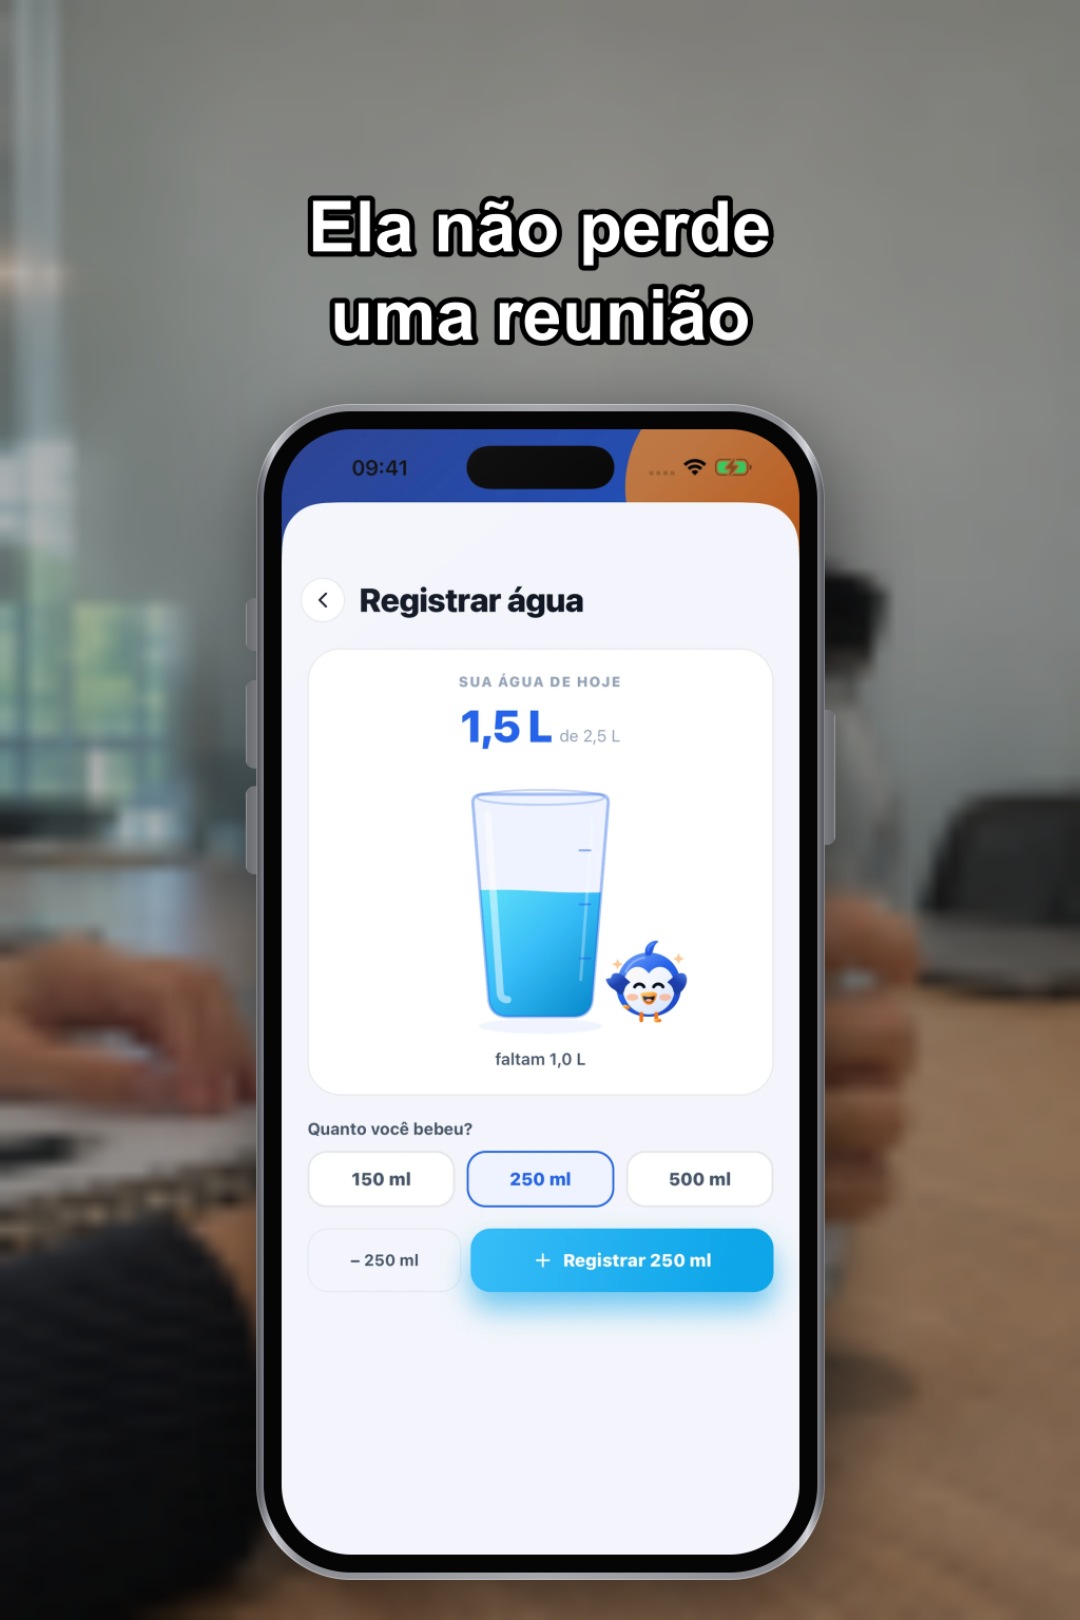 Ela não perde
uma reunião
09:41
Registrar água
SUA ÁGUA DE HOJE
1,5 L de 2,5 L
faltam 1,0 L
Quanto você bebeu?
150 ml
250 ml
500 ml
– 250 ml
+ Registrar 250 ml